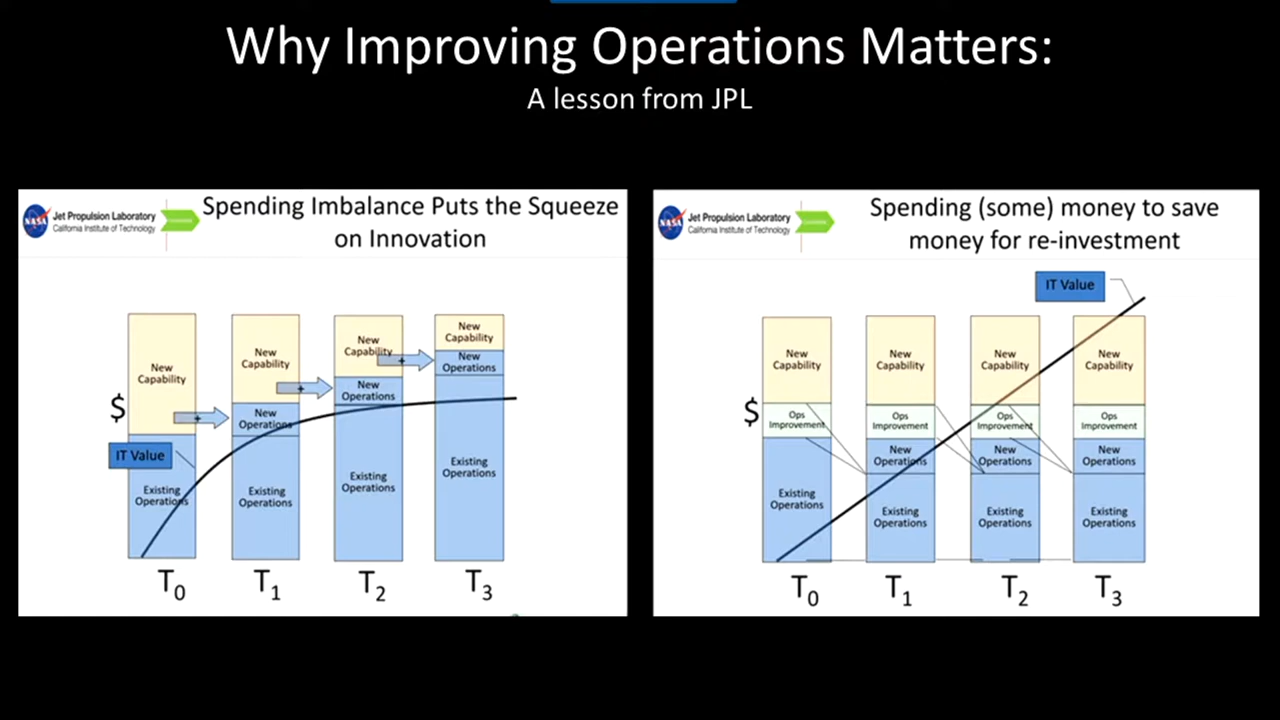 Why Improving Operations Matters:
A lesson from JPL
NASA
Jet Propulsion Laboratory
California Institute of Technology
Spending Imbalance Puts the Squeeze
on Innovation
$
New
Capability
+
IT Value
Existing
Operations
T0
New
Capability
+
New
Operations
Existing
Operations
T1
New
Capability
+
New
Operations
Existing
Operations
T2
New
Capability
New
Operations
Existing
Operations
T3
NASA
Jet Propulsion Laboratory
California Institute of Technology
Spending (some) money to save
money for re-investment
IT Value
$
New
Capability
Ops
Improvement
Existing
Operations
T0
New
Capability
Ops
Improvement
New
Operations
Existing
Operations
T1
New
Capability
Ops
Improvement
New
Operations
Existing
Operations
T2
New
Capability
Ops
Improvement
New
Operations
Existing
Operations
T3